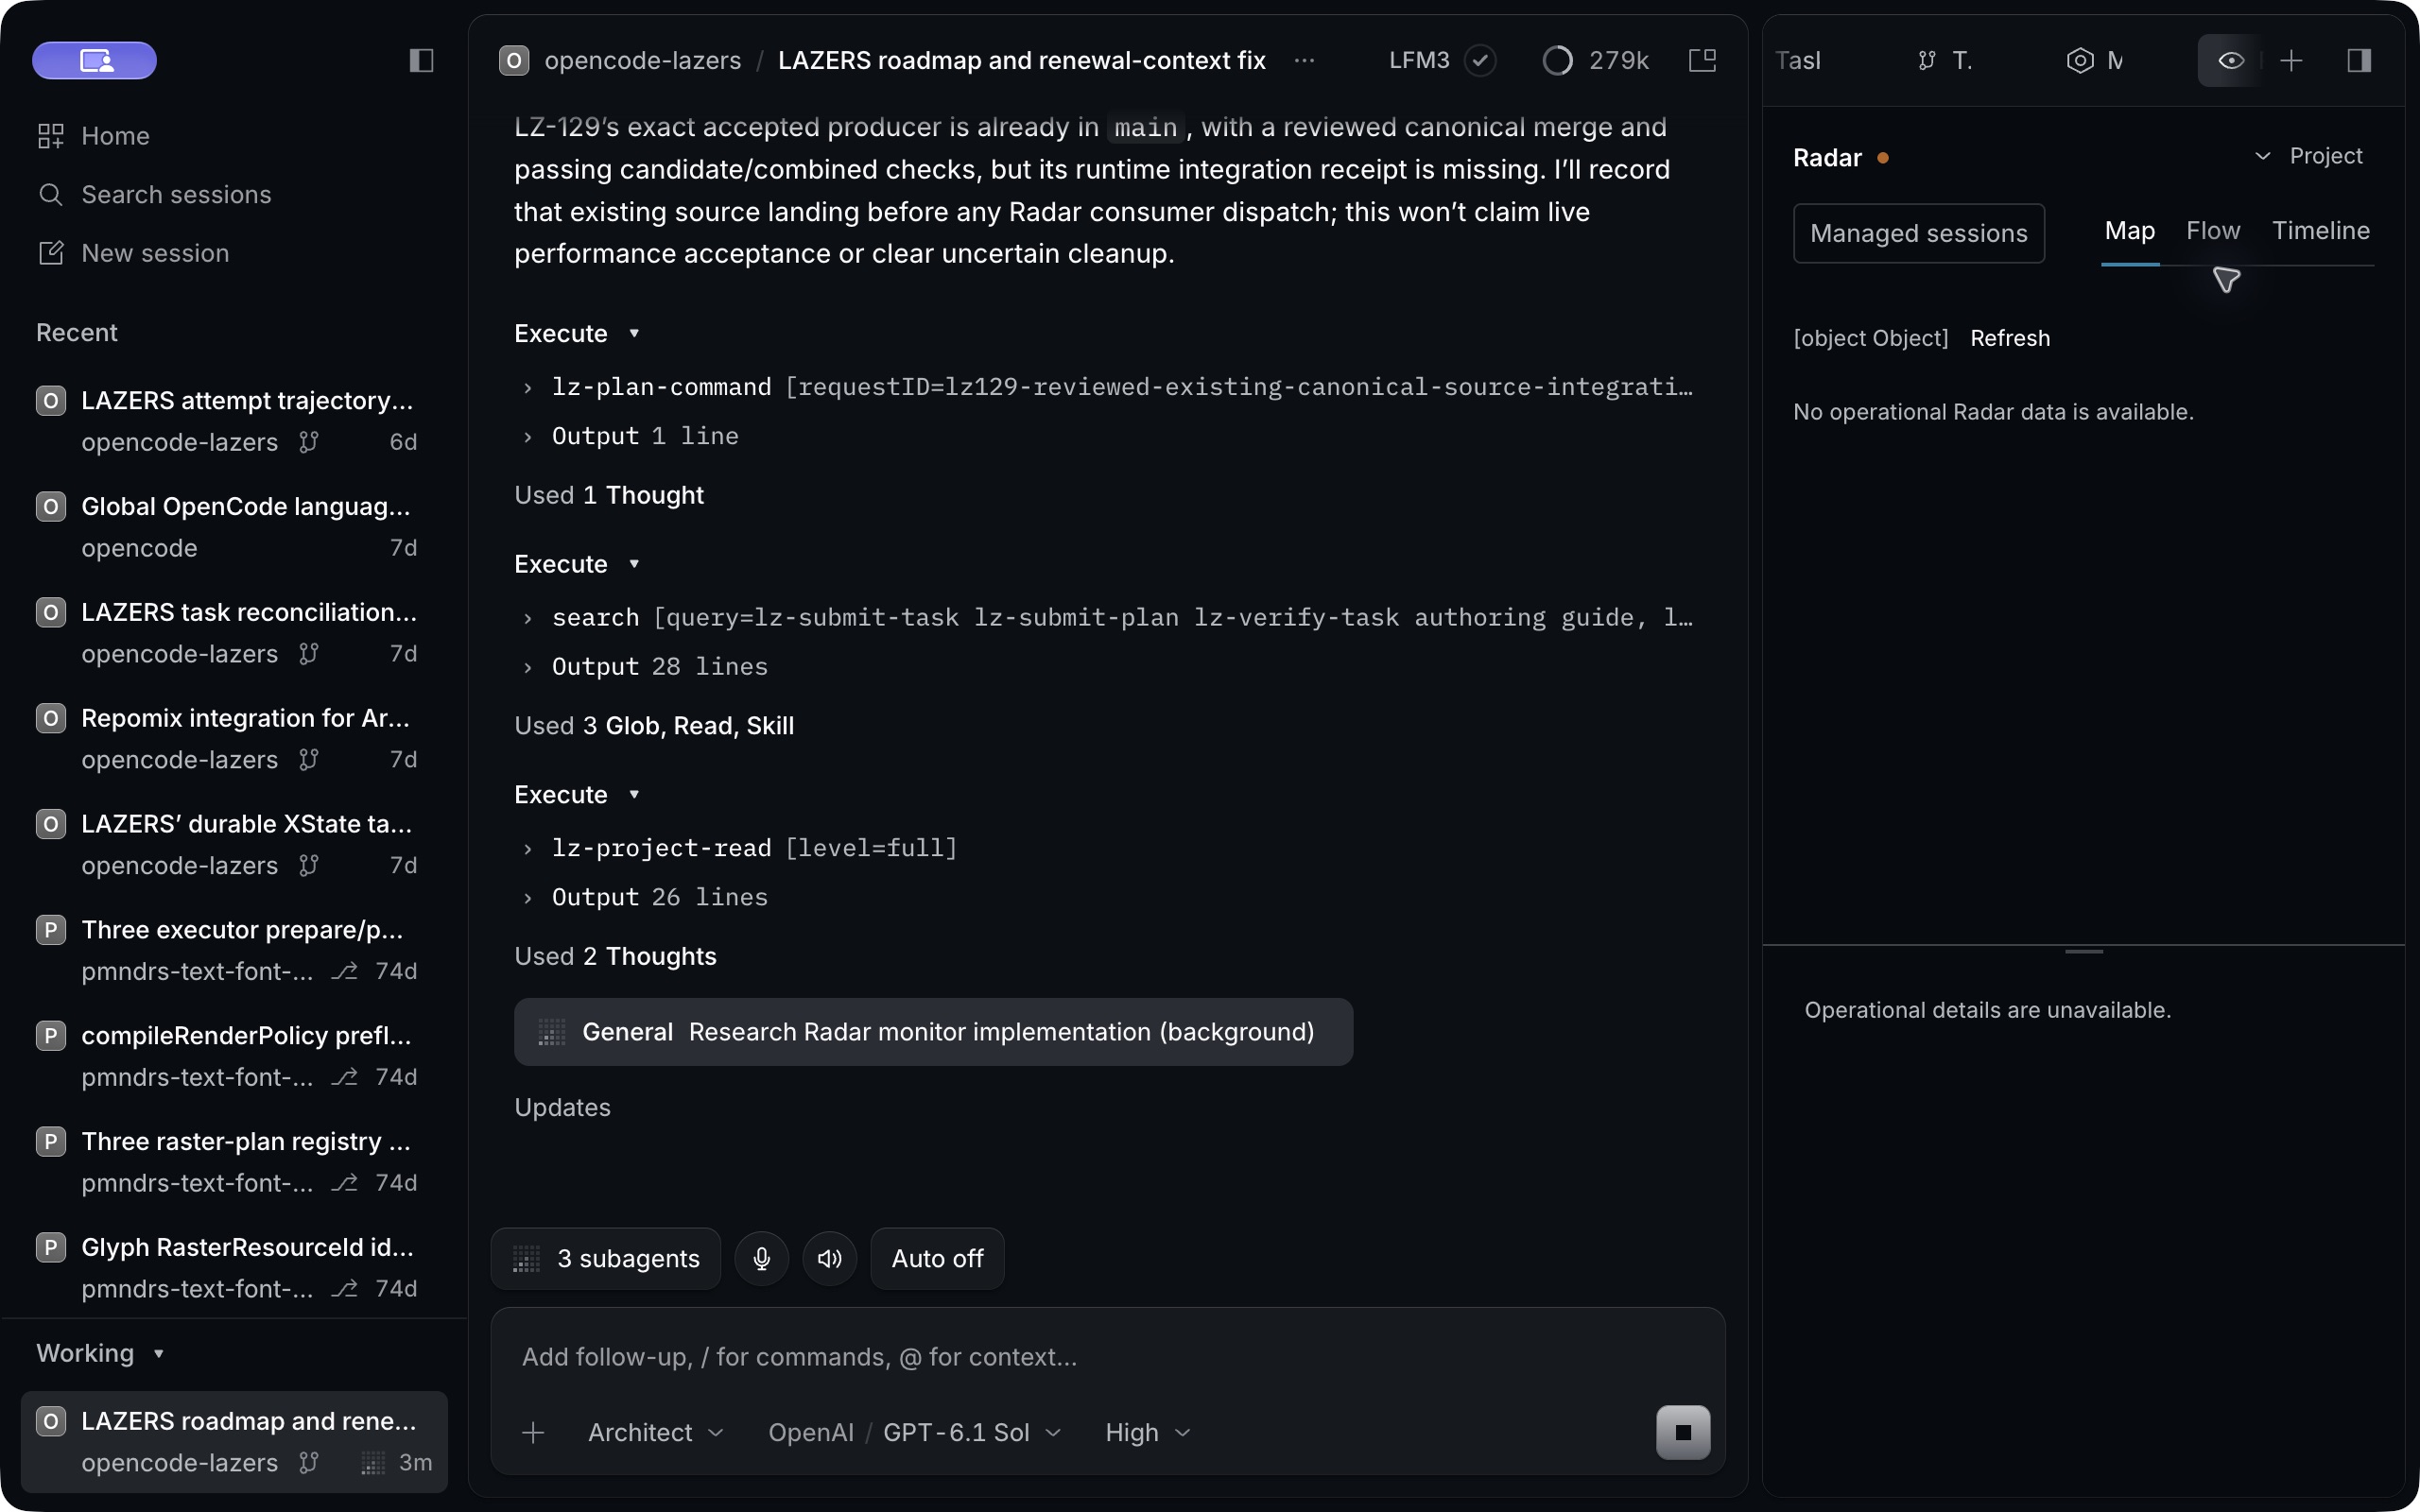 Home
Search sessions
New session
Recent
O LAZERS attempt trajectory...
opencode-lazers 6d
O Global OpenCode languag...
opencode 7d
O LAZERS task reconciliation...
opencode-lazers 7d
O Repomix integration for Ar...
opencode-lazers 7d
O LAZERS’ durable XState ta...
opencode-lazers 7d
P Three executor prepare/p...
pmndrs-text-font-... 74d
P compileRenderPolicy prefl...
pmndrs-text-font-... 74d
P Three raster-plan registry ...
pmndrs-text-font-... 74d
P Glyph RasterResourceId id...
pmndrs-text-font-... 74d
Working
O LAZERS roadmap and rene...
opencode-lazers 3m
O opencode-lazers / LAZERS roadmap and renewal-context fix ... LFM3 279k
LZ-129’s exact accepted producer is already in main, with a reviewed canonical merge and
passing candidate/combined checks, but its runtime integration receipt is missing. I’ll record
that existing source landing before any Radar consumer dispatch; this won’t claim live
performance acceptance or clear uncertain cleanup.
Execute
lz-plan-command [requestID=lz129-reviewed-existing-canonical-source-integrati…
Output 1 line
Used 1 Thought
Execute
search [query=lz-submit-task lz-submit-plan lz-verify-task authoring guide, l…
Output 28 lines
Used 3 Glob, Read, Skill
Execute
lz-project-read [level=full]
Output 26 lines
Used 2 Thoughts
General Research Radar monitor implementation (background)
Updates
3 subagents Auto off
Add follow-up, / for commands, @ for context...
Architect OpenAI / GPT-6.1 Sol High
Tasl T. M
Radar Project
Managed sessions Map Flow Timeline
[object Object] Refresh
No operational Radar data is available.
Operational details are unavailable.